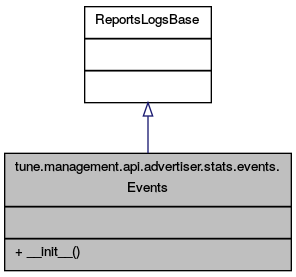 ReportsLogsBase
tune.management.api.advertiser.stats.events.
Events
+ __init__()